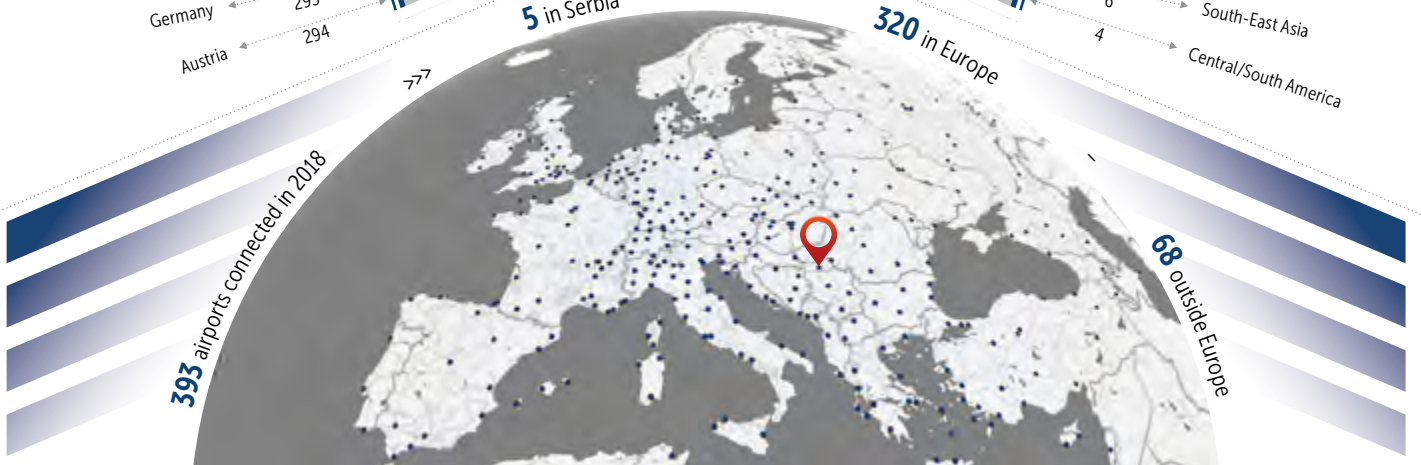 Germany
Austria
294
>>>
5 in Serbia
320 in Europe
6
4
South-East Asia
Central/South America
393 airports connected in 2018
68 outside Europe